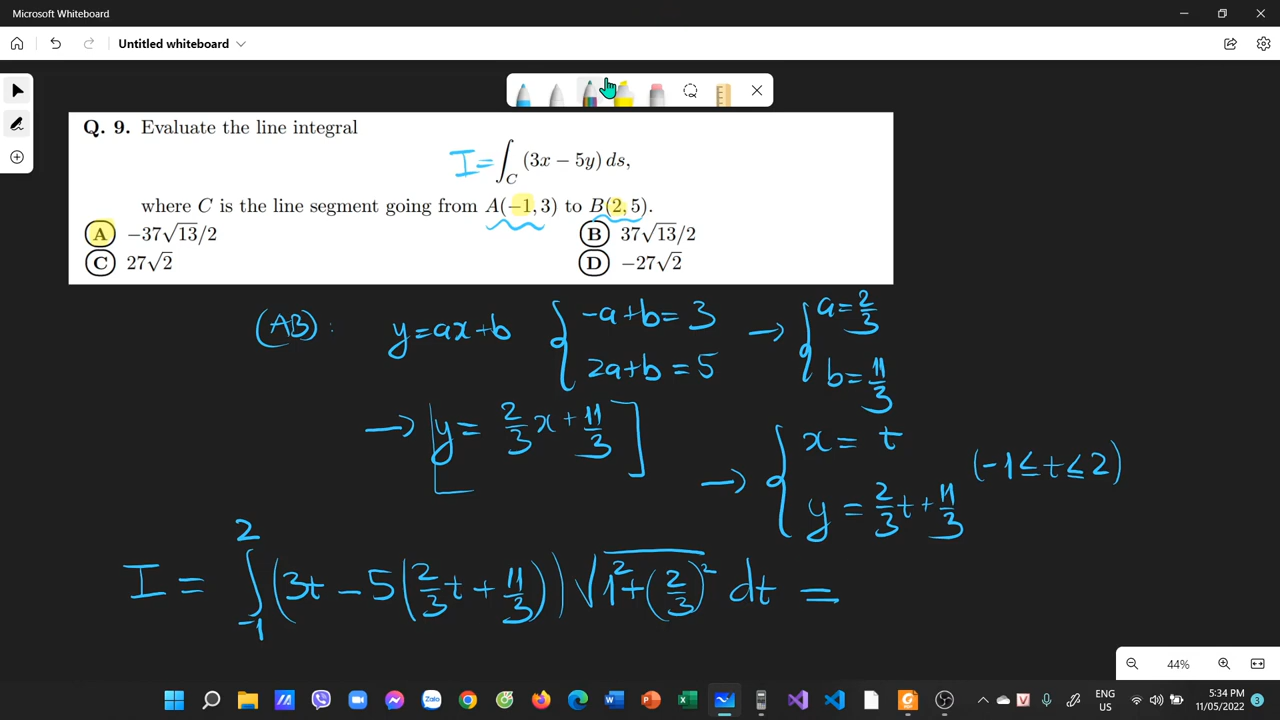 Microsoft Whiteboard
Untitled whiteboard
Q. 9. Evaluate the line integral
I = ∫_C (3x − 5y) ds,
where C is the line segment going from A(−1, 3) to B(2, 5).
A −37√13/2 B 37√13/2
C 27√2 D −27√2
(AB): y=ax+b { -a+b=3 → { a=2/3
2a+b=5 b=11/3
→ [y= 2/3 x + 11/3]
→ { x= t
(-1≤t≤2)
y = 2/3 t + 11/3
I = ∫_{-1}^{2} (3t − 5(2/3 t + 11/3)) √(1² + (2/3)²) dt =
44%
Zalo
ENG 5:34 PM
US 11/05/2022 3